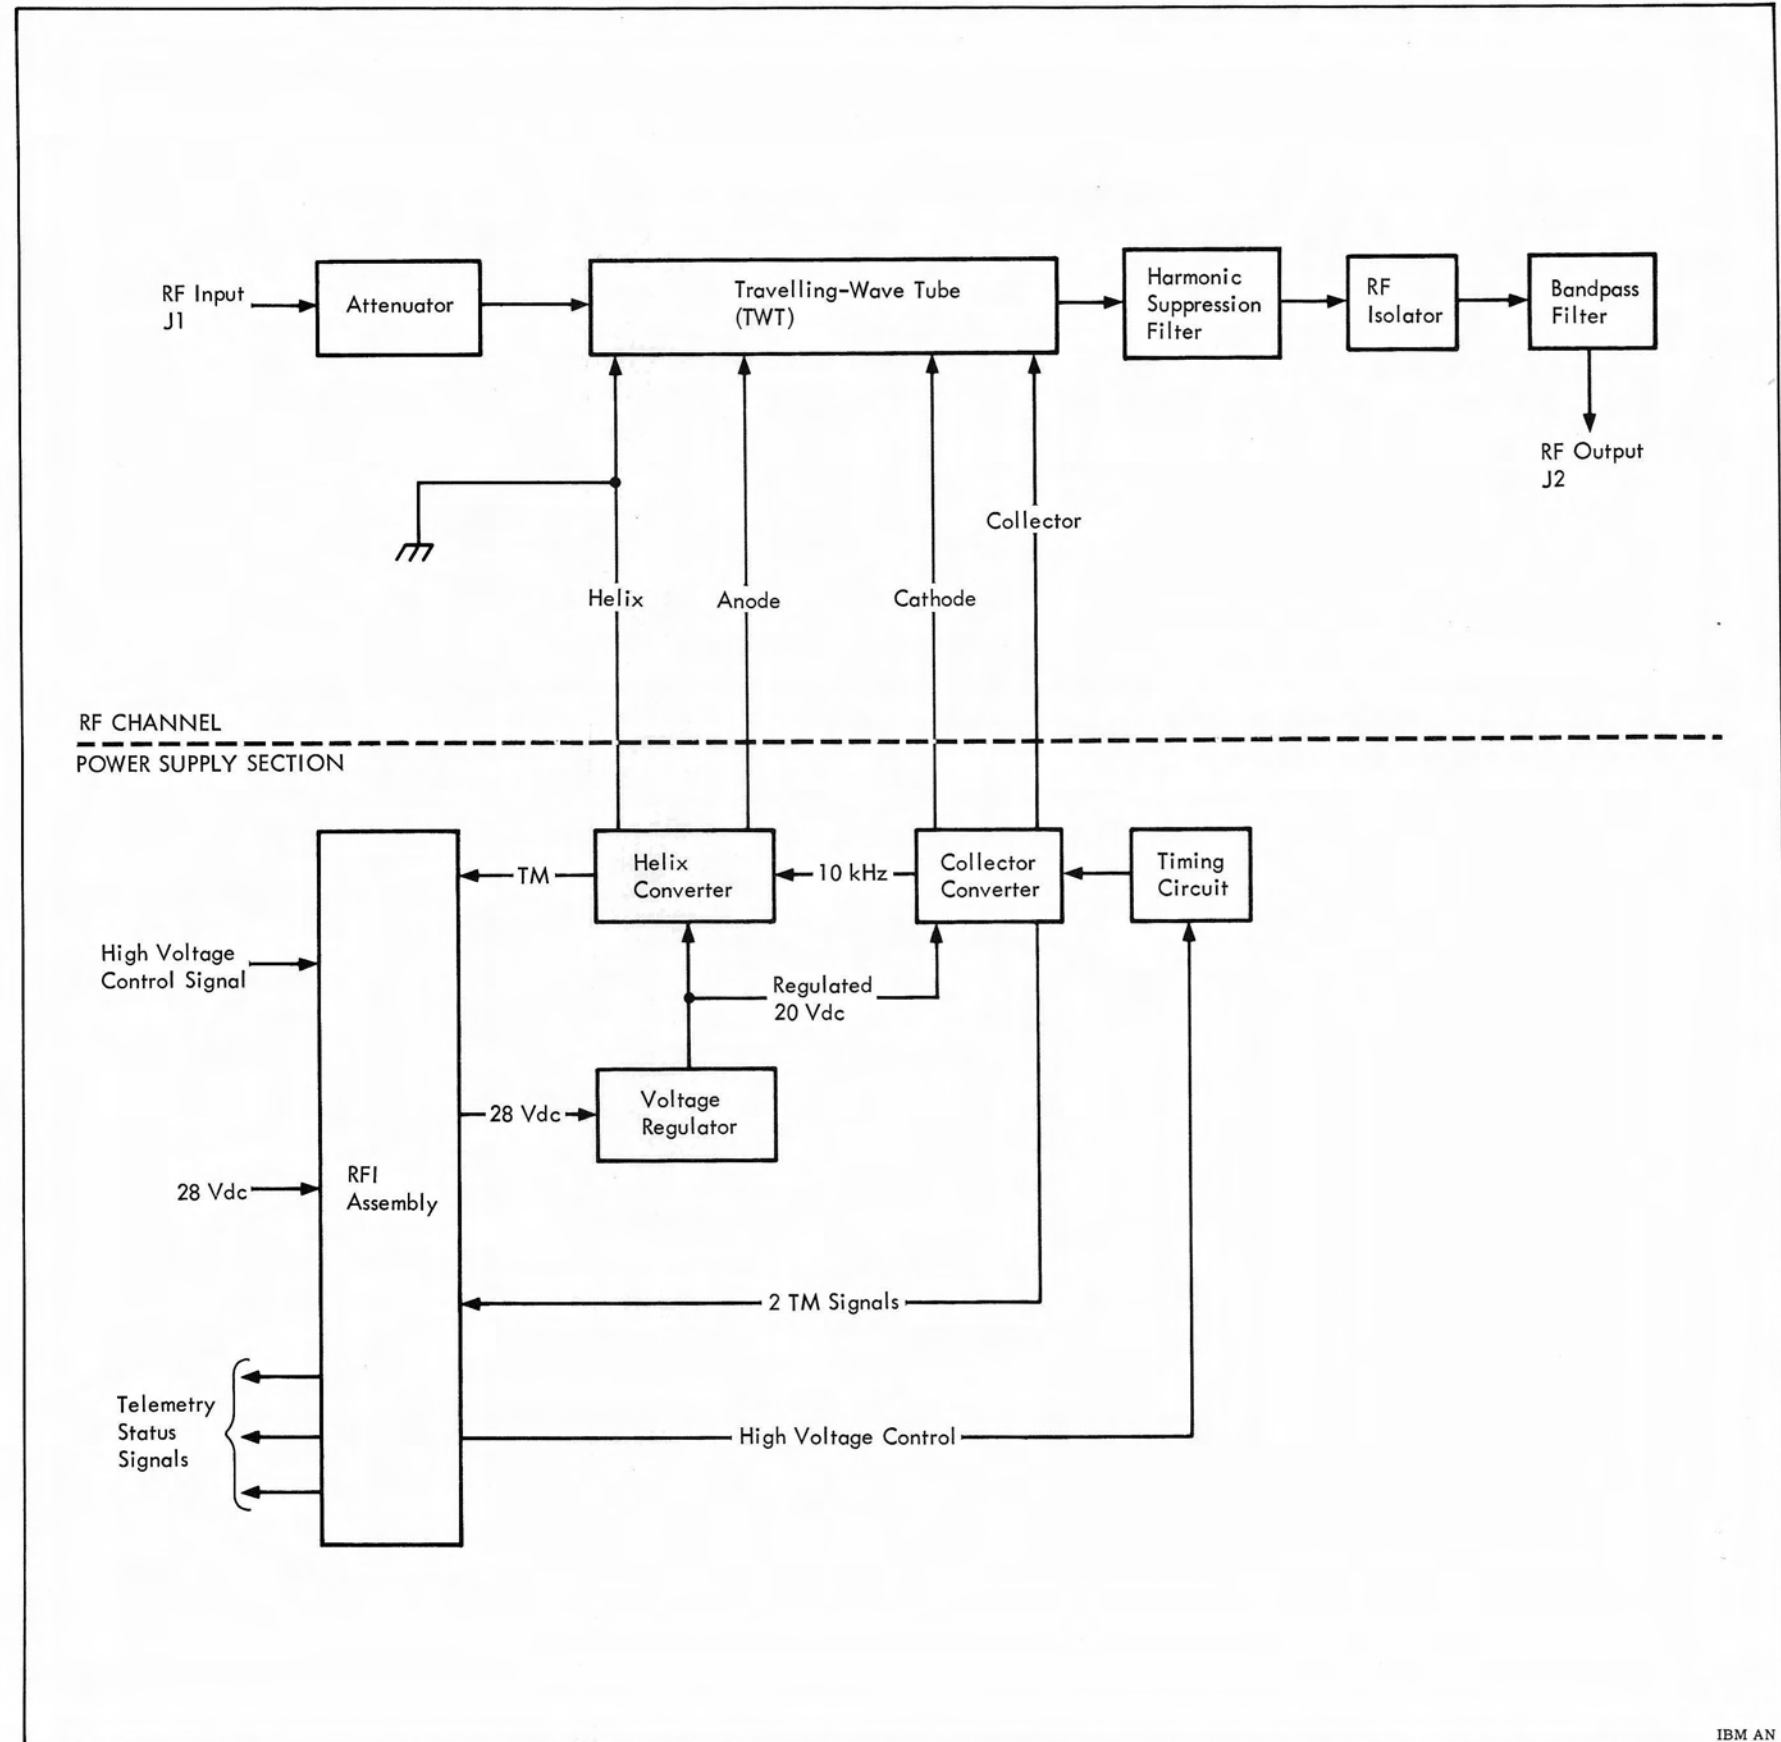 RF Input
J1
Attenuator
Travelling-Wave Tube
(TWT)
Harmonic
Suppression
Filter
RF
Isolator
Bandpass
Filter
RF Output
J2
Collector
Helix
Anode
Cathode
RF CHANNEL
POWER SUPPLY SECTION
TM
Helix
Converter
10 kHz
Collector
Converter
Timing
Circuit
High Voltage
Control Signal
Regulated
20 Vdc
28 Vdc
Voltage
Regulator
28 Vdc
RFI
Assembly
2 TM Signals
Telemetry
Status
Signals
High Voltage Control
IBM AN